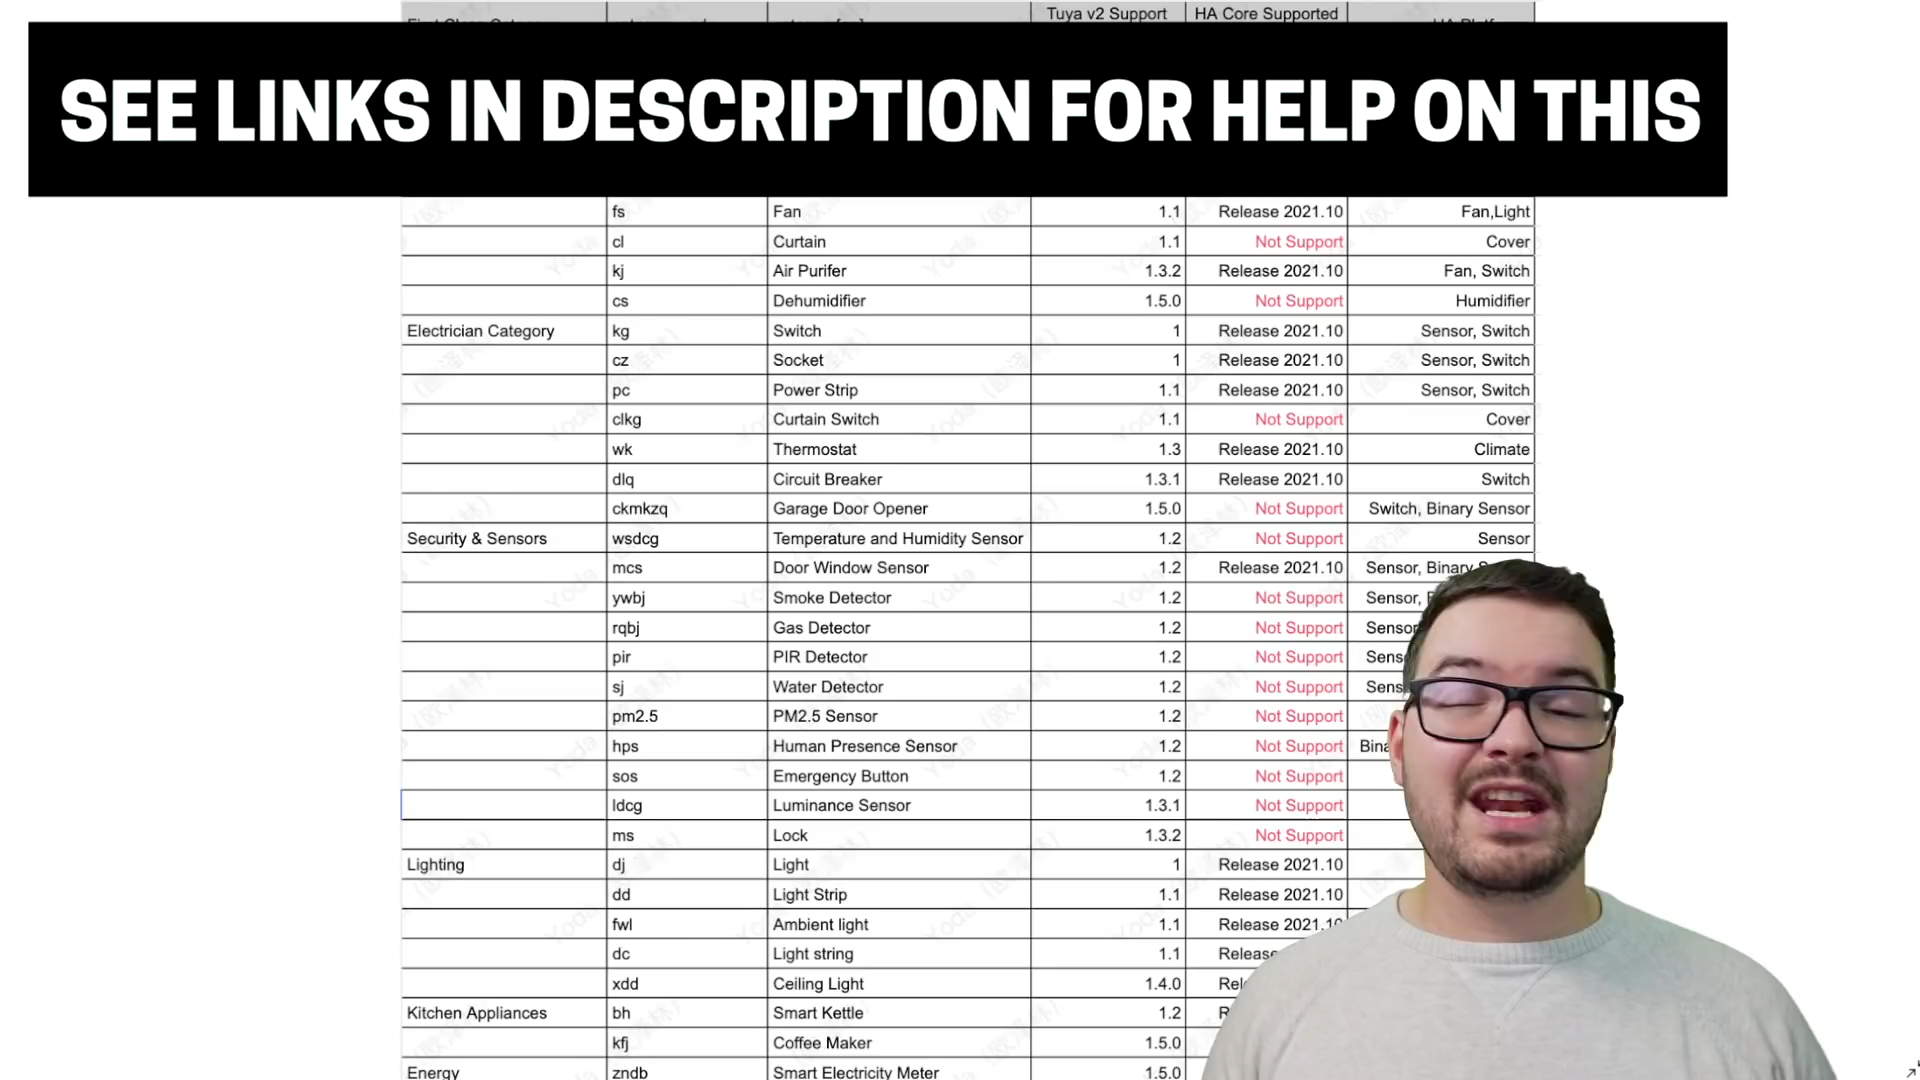 Tuya v2 Support HA Core Supported
SEE LINKS IN DESCRIPTION FOR HELP ON THIS
fs Fan 1.1 Release 2021.10 Fan,Light
cl Curtain 1.1 Not Support Cover
kj Air Purifer 1.3.2 Release 2021.10 Fan, Switch
cs Dehumidifier 1.5.0 Not Support Humidifier
Electrician Category kg Switch 1 Release 2021.10 Sensor, Switch
cz Socket 1 Release 2021.10 Sensor, Switch
pc Power Strip 1.1 Release 2021.10 Sensor, Switch
clkg Curtain Switch 1.1 Not Support Cover
wk Thermostat 1.3 Release 2021.10 Climate
dlq Circuit Breaker 1.3.1 Release 2021.10 Switch
ckmkzq Garage Door Opener 1.5.0 Not Support Switch, Binary Sensor
Security & Sensors wsdcg Temperature and Humidity Sensor 1.2 Not Support Sensor
mcs Door Window Sensor 1.2 Release 2021.10 Sensor, Binary
ywbj Smoke Detector 1.2 Not Support Sensor,
rqbj Gas Detector 1.2 Not Support Sensor
pir PIR Detector 1.2 Not Support Sens
sj Water Detector 1.2 Not Support Sens
pm2.5 PM2.5 Sensor 1.2 Not Support
hps Human Presence Sensor 1.2 Not Support Bina
sos Emergency Button 1.2 Not Support
ldcg Luminance Sensor 1.3.1 Not Support
ms Lock 1.3.2 Not Support
Lighting dj Light 1 Release 2021.10
dd Light Strip 1.1 Release 2021.10
fwl Ambient light 1.1 Release 2021.10
dc Light string 1.1 Release
xdd Ceiling Light 1.4.0 Rel
Kitchen Appliances bh Smart Kettle 1.2 R
kfj Coffee Maker 1.5.0
Energy zndb Smart Electricity Meter 1.5.0